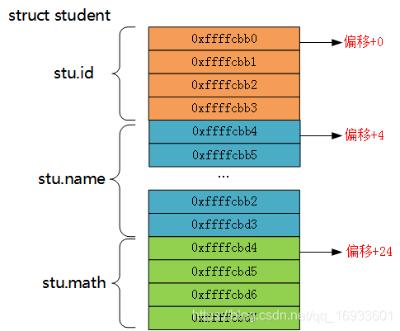 struct student
0xffffcbb0
偏移+0
0xffffcbb1
stu.id
0xffffcbb2
0xffffcbb3
0xffffcbb4
偏移+4
0xffffcbb5
...
stu.name
0xffffcbb2
0xffffcbd3
0xffffcbd4
偏移+24
0xffffcbd5
stu.math
0xffffcbd6
0xffffcbd7
https://blog.csdn.net/qq_16933601